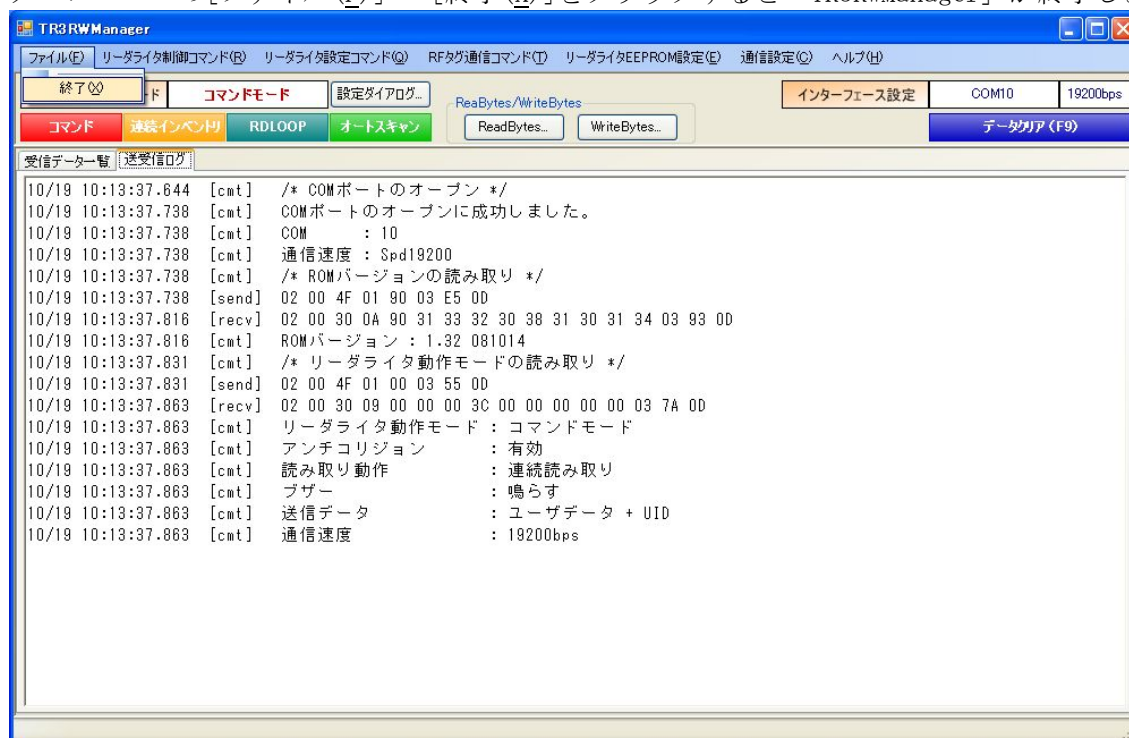 TR3RWManager
ファイル(F) リーダライタ制御コマンド(R) リーダライタ設定コマンド(Q) RFタグ通信コマンド(T) リーダライタEEPROM設定(E) 通信設定(C) ヘルプ(H)
終了(X) ド コマンドモード 設定ダイアログ... ReaBytes/WriteBytes インターフェース設定 COM10 19200bps
コマンド 連続インベントリ RDLOOP オートスキャン ReadBytes... WriteBytes... データクリア(F9)
受信データ一覧 送受信ログ
10/19 10:13:37.644 [cmt] /* COMポートのオープン */
10/19 10:13:37.738 [cmt] COMポートのオープンに成功しました。
10/19 10:13:37.738 [cmt] COM : 10
10/19 10:13:37.738 [cmt] 通信速度 : Spd19200
10/19 10:13:37.738 [cmt] /* ROMバージョンの読み取り */
10/19 10:13:37.738 [send] 02 00 4F 01 90 03 E5 0D
10/19 10:13:37.816 [recv] 02 00 30 0A 90 31 33 32 30 38 31 30 31 34 03 93 0D
10/19 10:13:37.816 [cmt] ROMバージョン : 1.32 081014
10/19 10:13:37.831 [cmt] /* リーダライタ動作モードの読み取り */
10/19 10:13:37.831 [send] 02 00 4F 01 00 03 55 0D
10/19 10:13:37.863 [recv] 02 00 30 09 00 00 00 3C 00 00 00 00 00 03 7A 0D
10/19 10:13:37.863 [cmt] リーダライタ動作モード : コマンドモード
10/19 10:13:37.863 [cmt] アンチコリジョン : 有効
10/19 10:13:37.863 [cmt] 読み取り動作 : 連続読み取り
10/19 10:13:37.863 [cmt] ブザー : 鳴らす
10/19 10:13:37.863 [cmt] 送信データ : ユーザデータ + UID
10/19 10:13:37.863 [cmt] 通信速度 : 19200bps